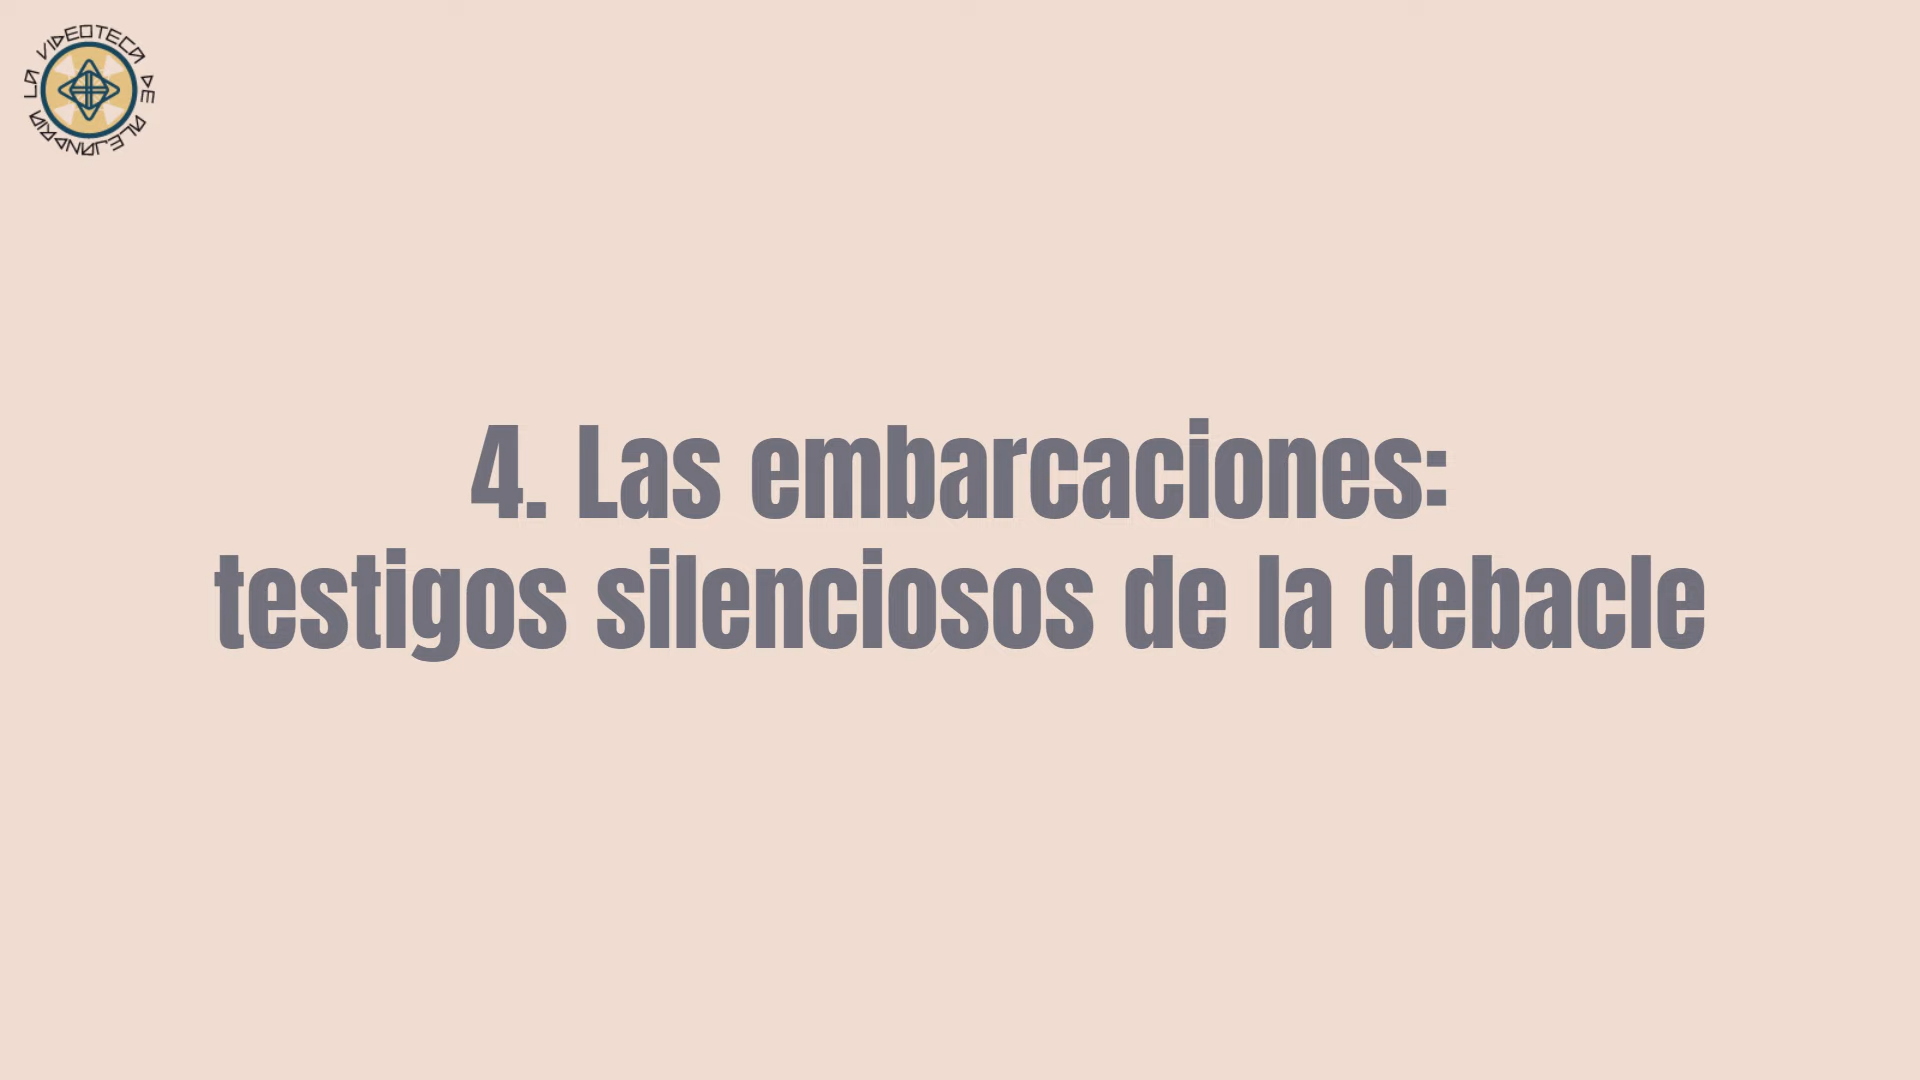 LA VIDEOTECA DE ALEJANDRÍA
4. Las embarcaciones:
testigos silenciosos de la debacle